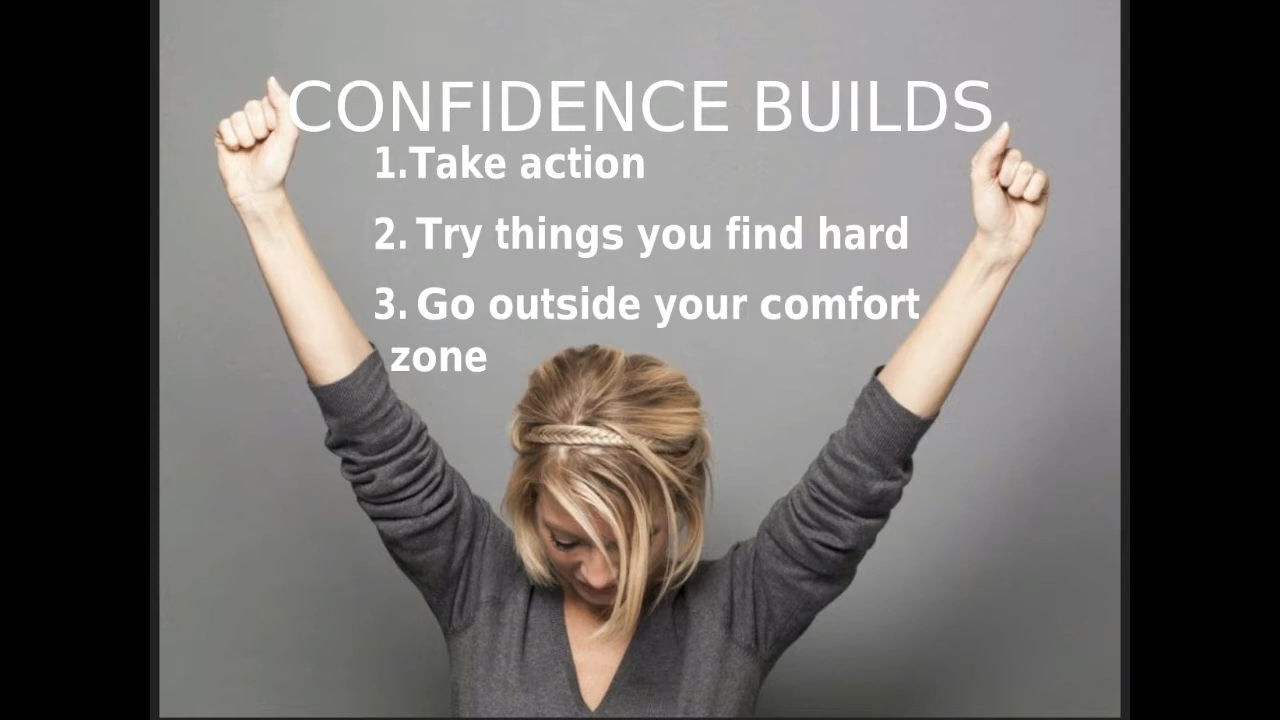 CONFIDENCE BUILDS
1.Take action
2. Try things you find hard
3. Go outside your comfort
zone